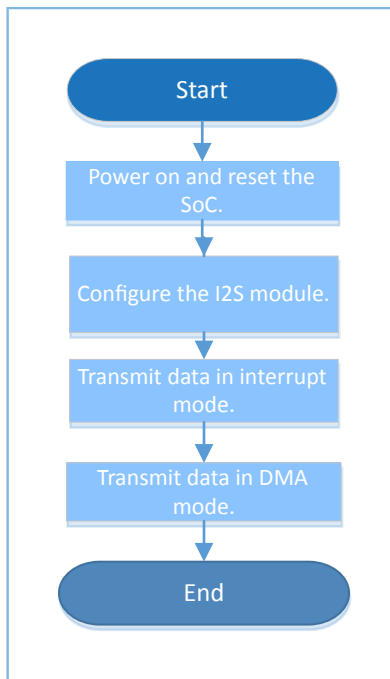 Start
Power on and reset the
SoC.
Configure the I2S module.
Transmit data in interrupt
mode.
Transmit data in DMA
mode.
End